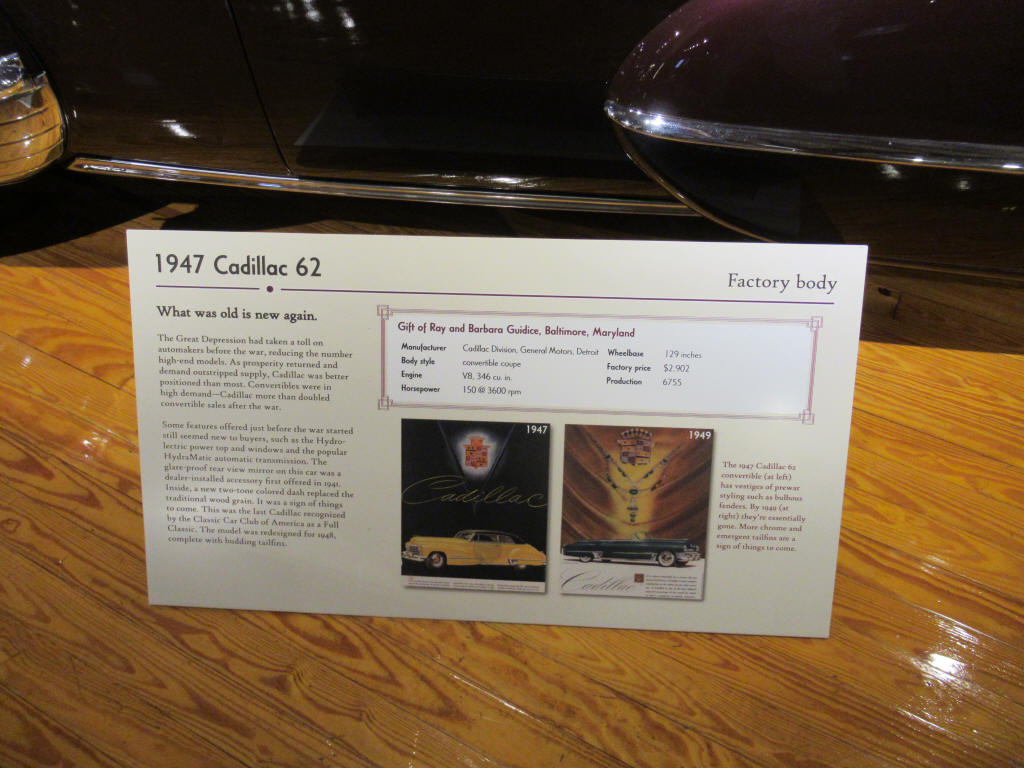 1947 Cadillac 62
Factory body
What was old is new again.
The Great Depression had taken a toll on
automakers before the war, reducing the number
high-end models. As prosperity returned and
demand outstripped supply, Cadillac was better
positioned than most. Convertibles were in
high demand—Cadillac more than doubled
convertible sales after the war.
Some features offered just before the war started
still seemed new to buyers, such as the Hydro-
lectric power top and windows and the popular
HydraMatic automatic transmission. The
glare-proof rear view mirror on this car was a
dealer-installed accessory first offered in 1941.
Inside, a new two-tone colored dash replaced the
traditional wood grain. It was a sign of things
to come. This was the last Cadillac recognized
by the Classic Car Club of America as a Full
Classic. The model was redesigned for 1948,
complete with budding tailfins.
Gift of Ray and Barbara Guidice, Baltimore, Maryland
Manufacturer Cadillac Division, General Motors, Detroit
Body style convertible coupe
Engine V8, 346 cu. in.
Horsepower 150 @ 3600 rpm
Wheelbase 129 inches
Factory price $2,902
Production 6755
1947
Cadillac
1949
Cadillac
The 1947 Cadillac 62
convertible (at left)
has vestiges of prewar
styling such as bulbous
fenders. By 1949 (at
right) they're essentially
gone. More chrome and
emergent tailfins are a
sign of things to come.